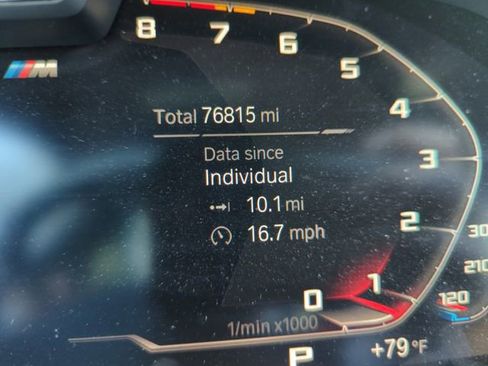 8 7 6
M
5
Total 76815 mi
4
Data since
3
Individual
10.1 mi
2
30
16.7 mph
210
1
0
120
1/min x1000
P
+79°F